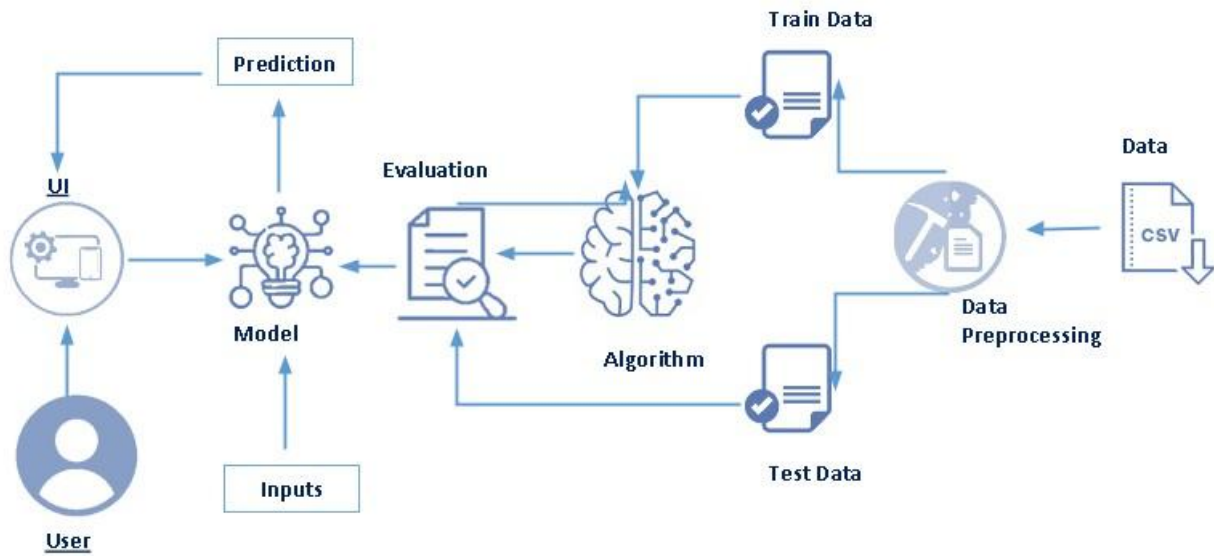 Train Data
Prediction
Data
Evaluation
UI
CSV
Data
Preprocessing
Model
Algorithm
Inputs
Test Data
User